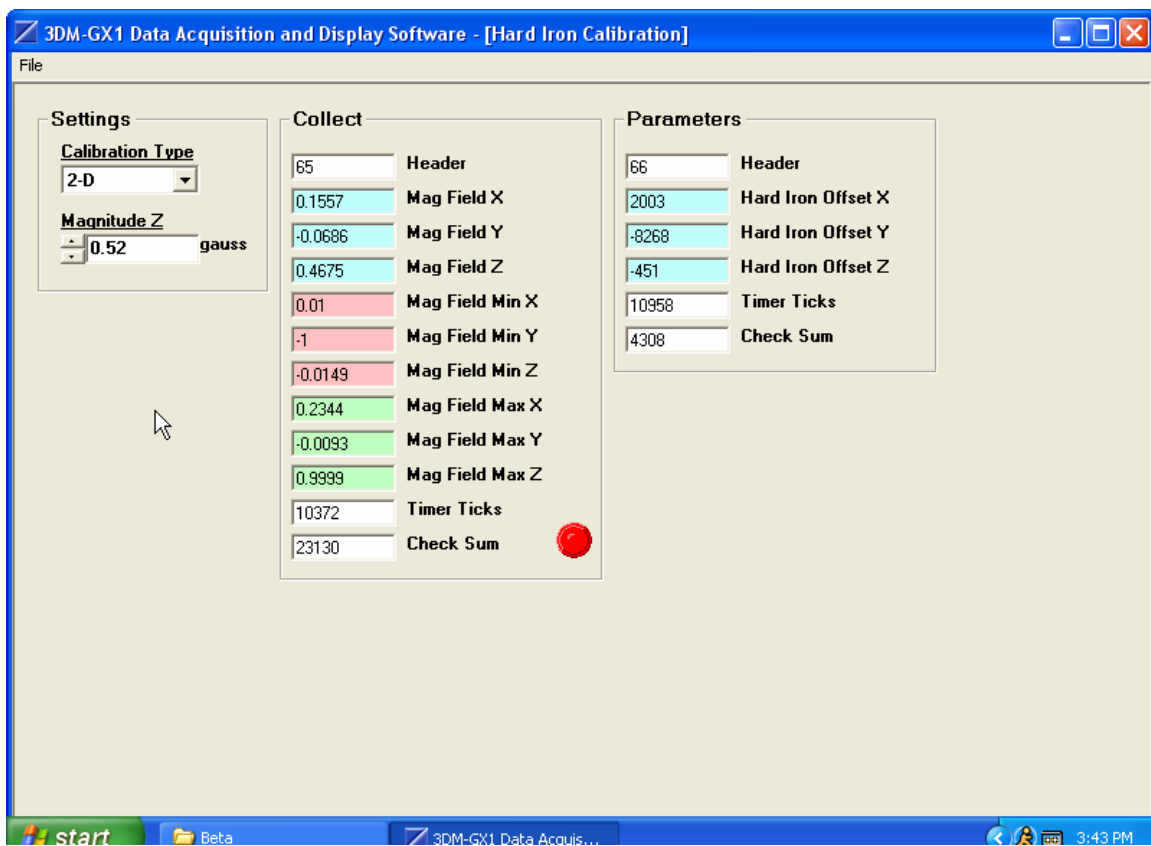 3DM-GX1 Data Acquisition and Display Software - [Hard Iron Calibration]
File
Settings
Calibration Type
2-D
Magnitude Z
0.52 gauss
Collect
65 Header
0.1557 Mag Field X
-0.0686 Mag Field Y
0.4675 Mag Field Z
0.01 Mag Field Min X
-1 Mag Field Min Y
-0.0149 Mag Field Min Z
0.2344 Mag Field Max X
-0.0093 Mag Field Max Y
0.9999 Mag Field Max Z
10372 Timer Ticks
23130 Check Sum
Parameters
66 Header
2003 Hard Iron Offset X
-8268 Hard Iron Offset Y
-451 Hard Iron Offset Z
10958 Timer Ticks
4308 Check Sum
start
Beta
3DM-GX1 Data Acquis...
3:43 PM